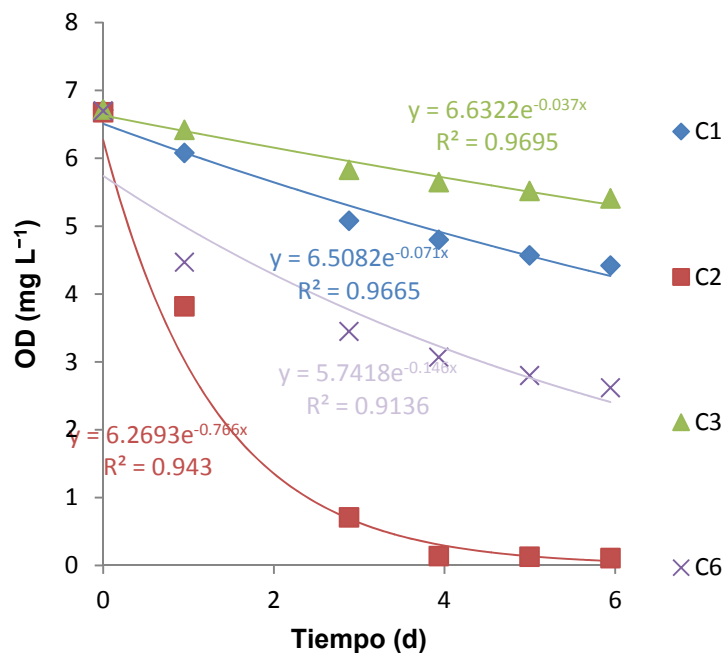 8
7
6
5
4
3
2
1
0
0 2 4 6
OD (mg L⁻¹)
Tiempo (d)
y = 6.6322e^-0.037x
R² = 0.9695
y = 6.5082e^-0.071x
R² = 0.9665
y = 5.7418e^-0.146x
R² = 0.9136
y = 6.2693e^-0.766x
R² = 0.943
C1
C2
C3
C6